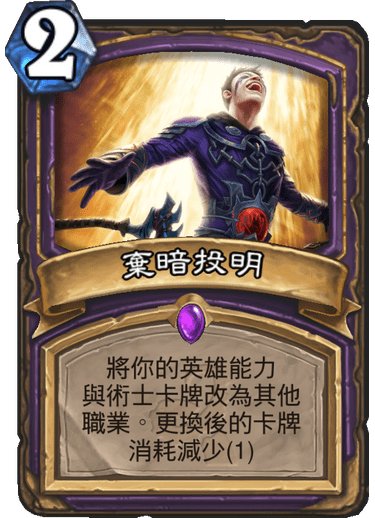 2
棄暗投明
將你的英雄能力
與術士卡牌改為其他
職業。更換後的卡牌
消耗減少(1)